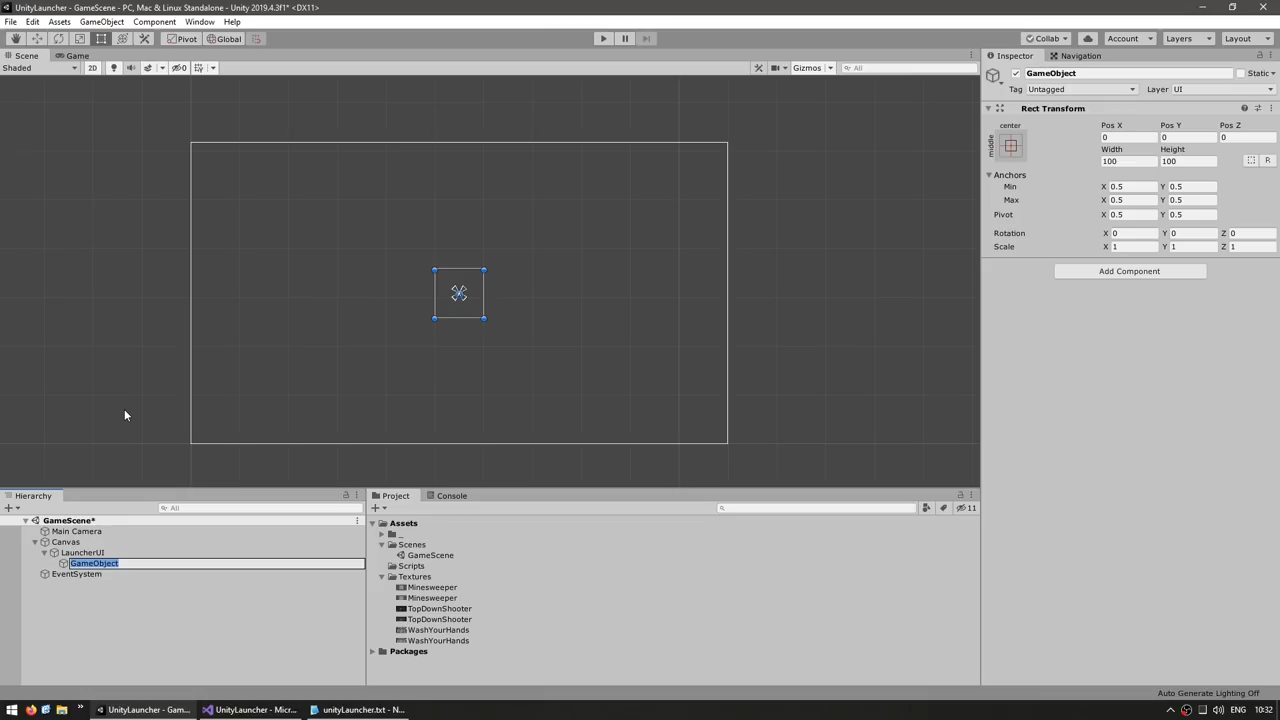 UnityLauncher - GameScene - PC, Mac & Linux Standalone - Unity 2019.4.3f1* <DX11>
File Edit Assets GameObject Component Window Help
Pivot Global Collab Account Layers Layout
Scene Game
Shaded 2D 0 Gizmos All
Inspector Navigation
GameObject Static
Tag Untagged Layer UI
Rect Transform
center
middle
Pos X Pos Y Pos Z
0 0 0
Width Height
100 100
R
Anchors
Min X 0.5 Y 0.5
Max X 0.5 Y 0.5
Pivot X 0.5 Y 0.5
Rotation X 0 Y 0 Z 0
Scale X 1 Y 1 Z 1
Add Component
Hierarchy
All
GameScene*
Main Camera
Canvas
LauncherUI
GameObject
EventSystem
Project Console
11
Assets
_
Scenes
GameScene
Scripts
Textures
Minesweeper
Minesweeper
TopDownShooter
TopDownShooter
WashYourHands
WashYourHands
Packages
Auto Generate Lighting Off
UnityLauncher - Gam... UnityLauncher - Micr... unityLauncher.txt - N... ENG 10:32